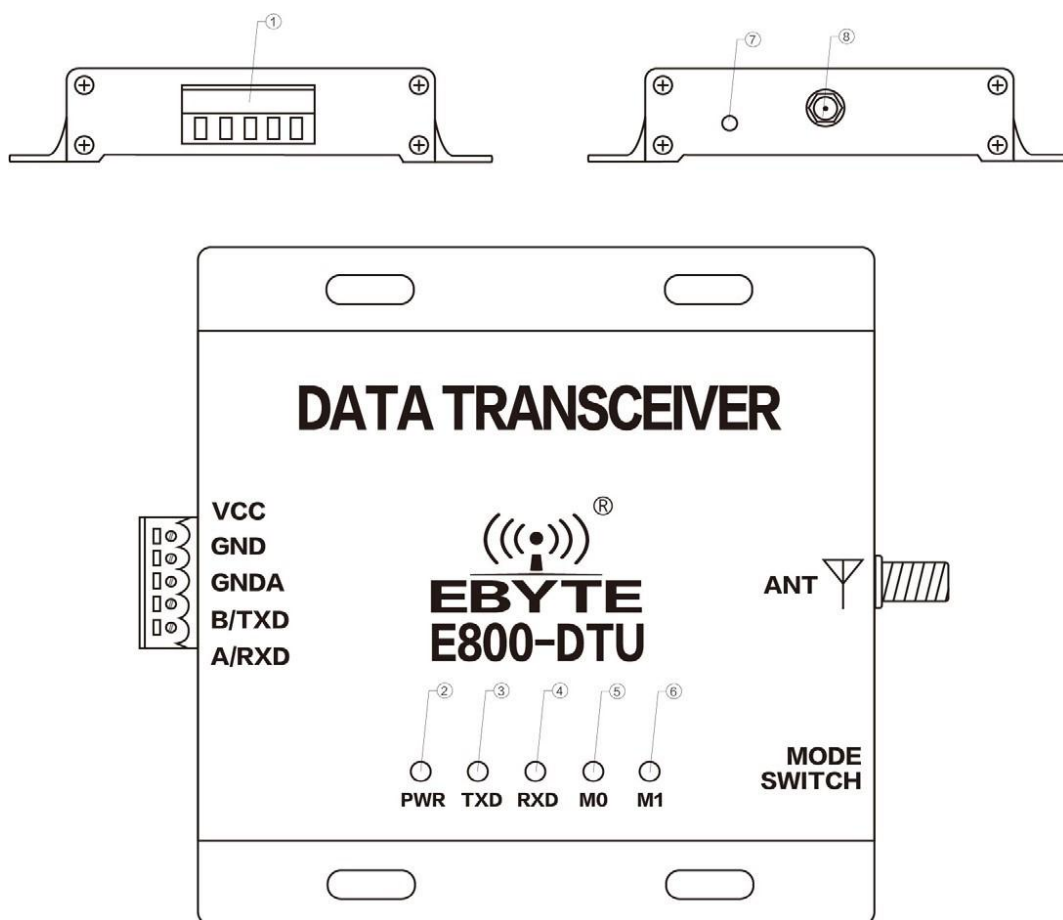 ①
⑦
⑧
DATA TRANSCEIVER
VCC
GND
GNDA
B/TXD
A/RXD
®
EBYTE
E800-DTU
ANT
②
③
④
⑤
⑥
PWR
TXD
RXD
M0
M1
MODE
SWITCH